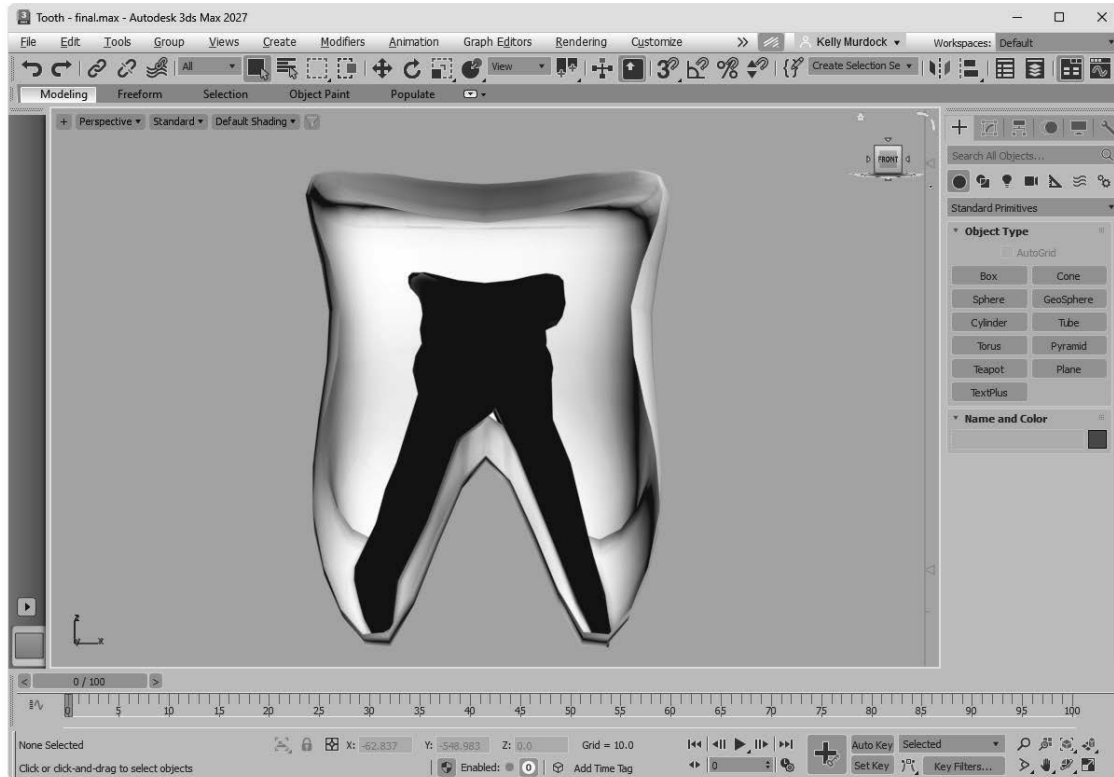 Tooth - final.max - Autodesk 3ds Max 2027
File Edit Tools Group Views Create Modifiers Animation Graph Editors Rendering Customize Kelly Murdock Workspaces: Default
All View Create Selection Se
Modeling Freeform Selection Object Paint Populate
+ Perspective Standard Default Shading
FRONT
Search All Objects...
Standard Primitives
Object Type
AutoGrid
Box Cone
Sphere GeoSphere
Cylinder Tube
Torus Pyramid
Teapot Plane
TextPlus
Name and Color
z
x
0 / 100
0 5 10 15 20 25 30 35 40 45 50 55 60 65 70 75 80 85 90 95 100
None Selected X: -62.837 Y: -548.983 Z: 0.0 Grid = 10.0 Auto Key Selected
Click or click-and-drag to select objects Enabled: 0 Add Time Tag 0 Set Key Key Filters...